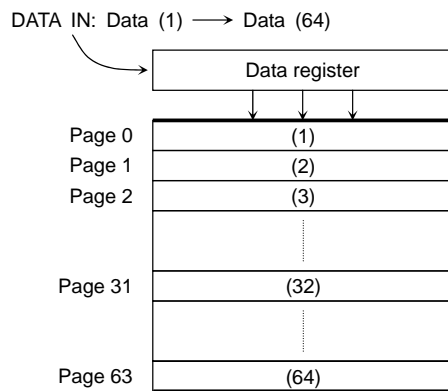 DATA IN: Data (1) ⟶ Data (64)
Data register
Page 0 (1)
Page 1 (2)
Page 2 (3)
Page 31 (32)
Page 63 (64)